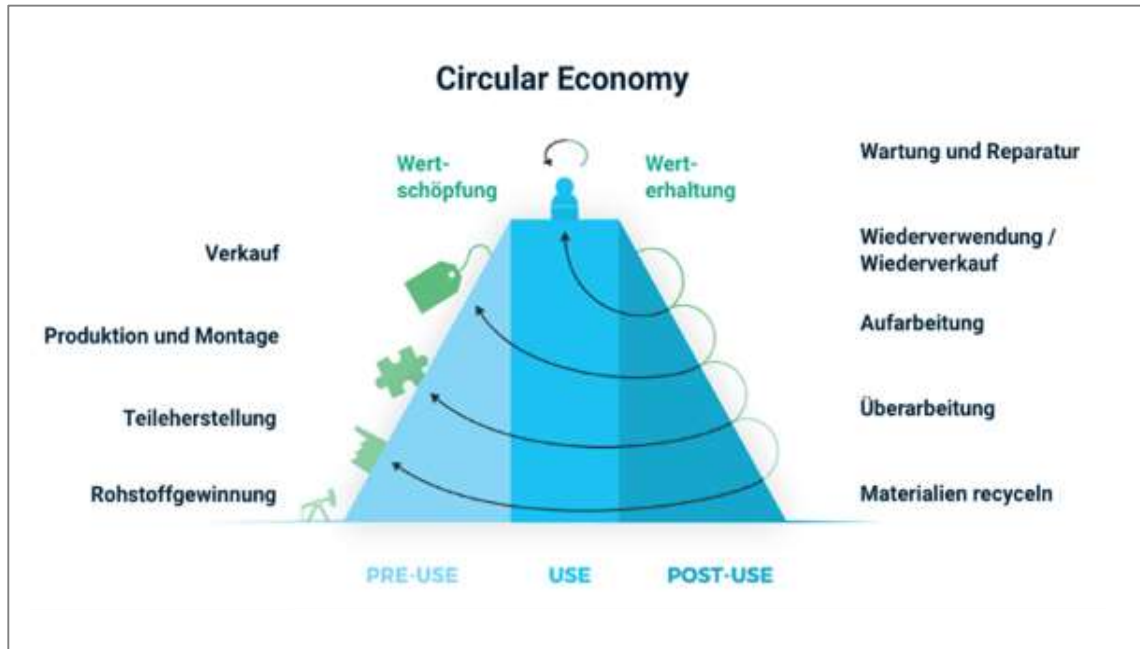 Circular Economy
Wert-
schöpfung
Wert-
erhaltung
Verkauf
Produktion und Montage
Teileherstellung
Rohstoffgewinnung
Wartung und Reparatur
Wiederverwendung /
Wiederverkauf
Aufarbeitung
Überarbeitung
Materialien recyceln
PRE-USE
USE
POST-USE